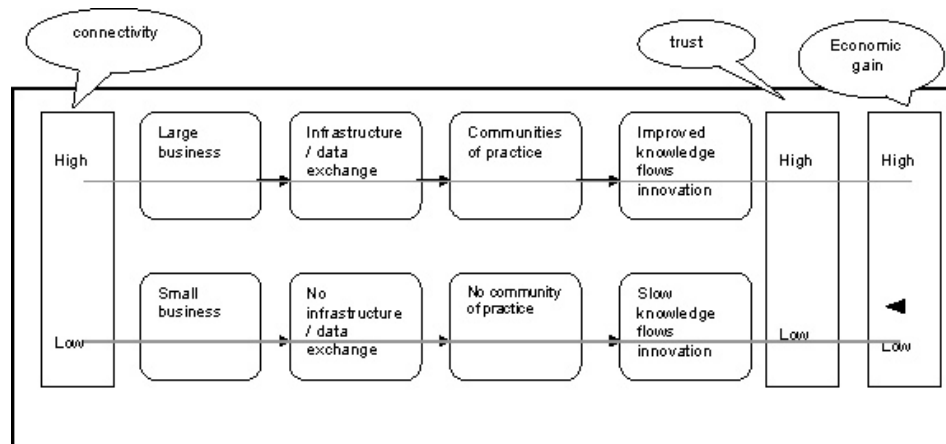 connectivity
trust
Economic
gain
High
Large
business
Infrastructure
/ data
exchange
Communities
of practice
Improved
knowledge
flows
innovation
High
High
Low
Small
business
No
infrastructure
/ data
exchange
No community
of practice
Slow
knowledge
flows
innovation
Low
Low